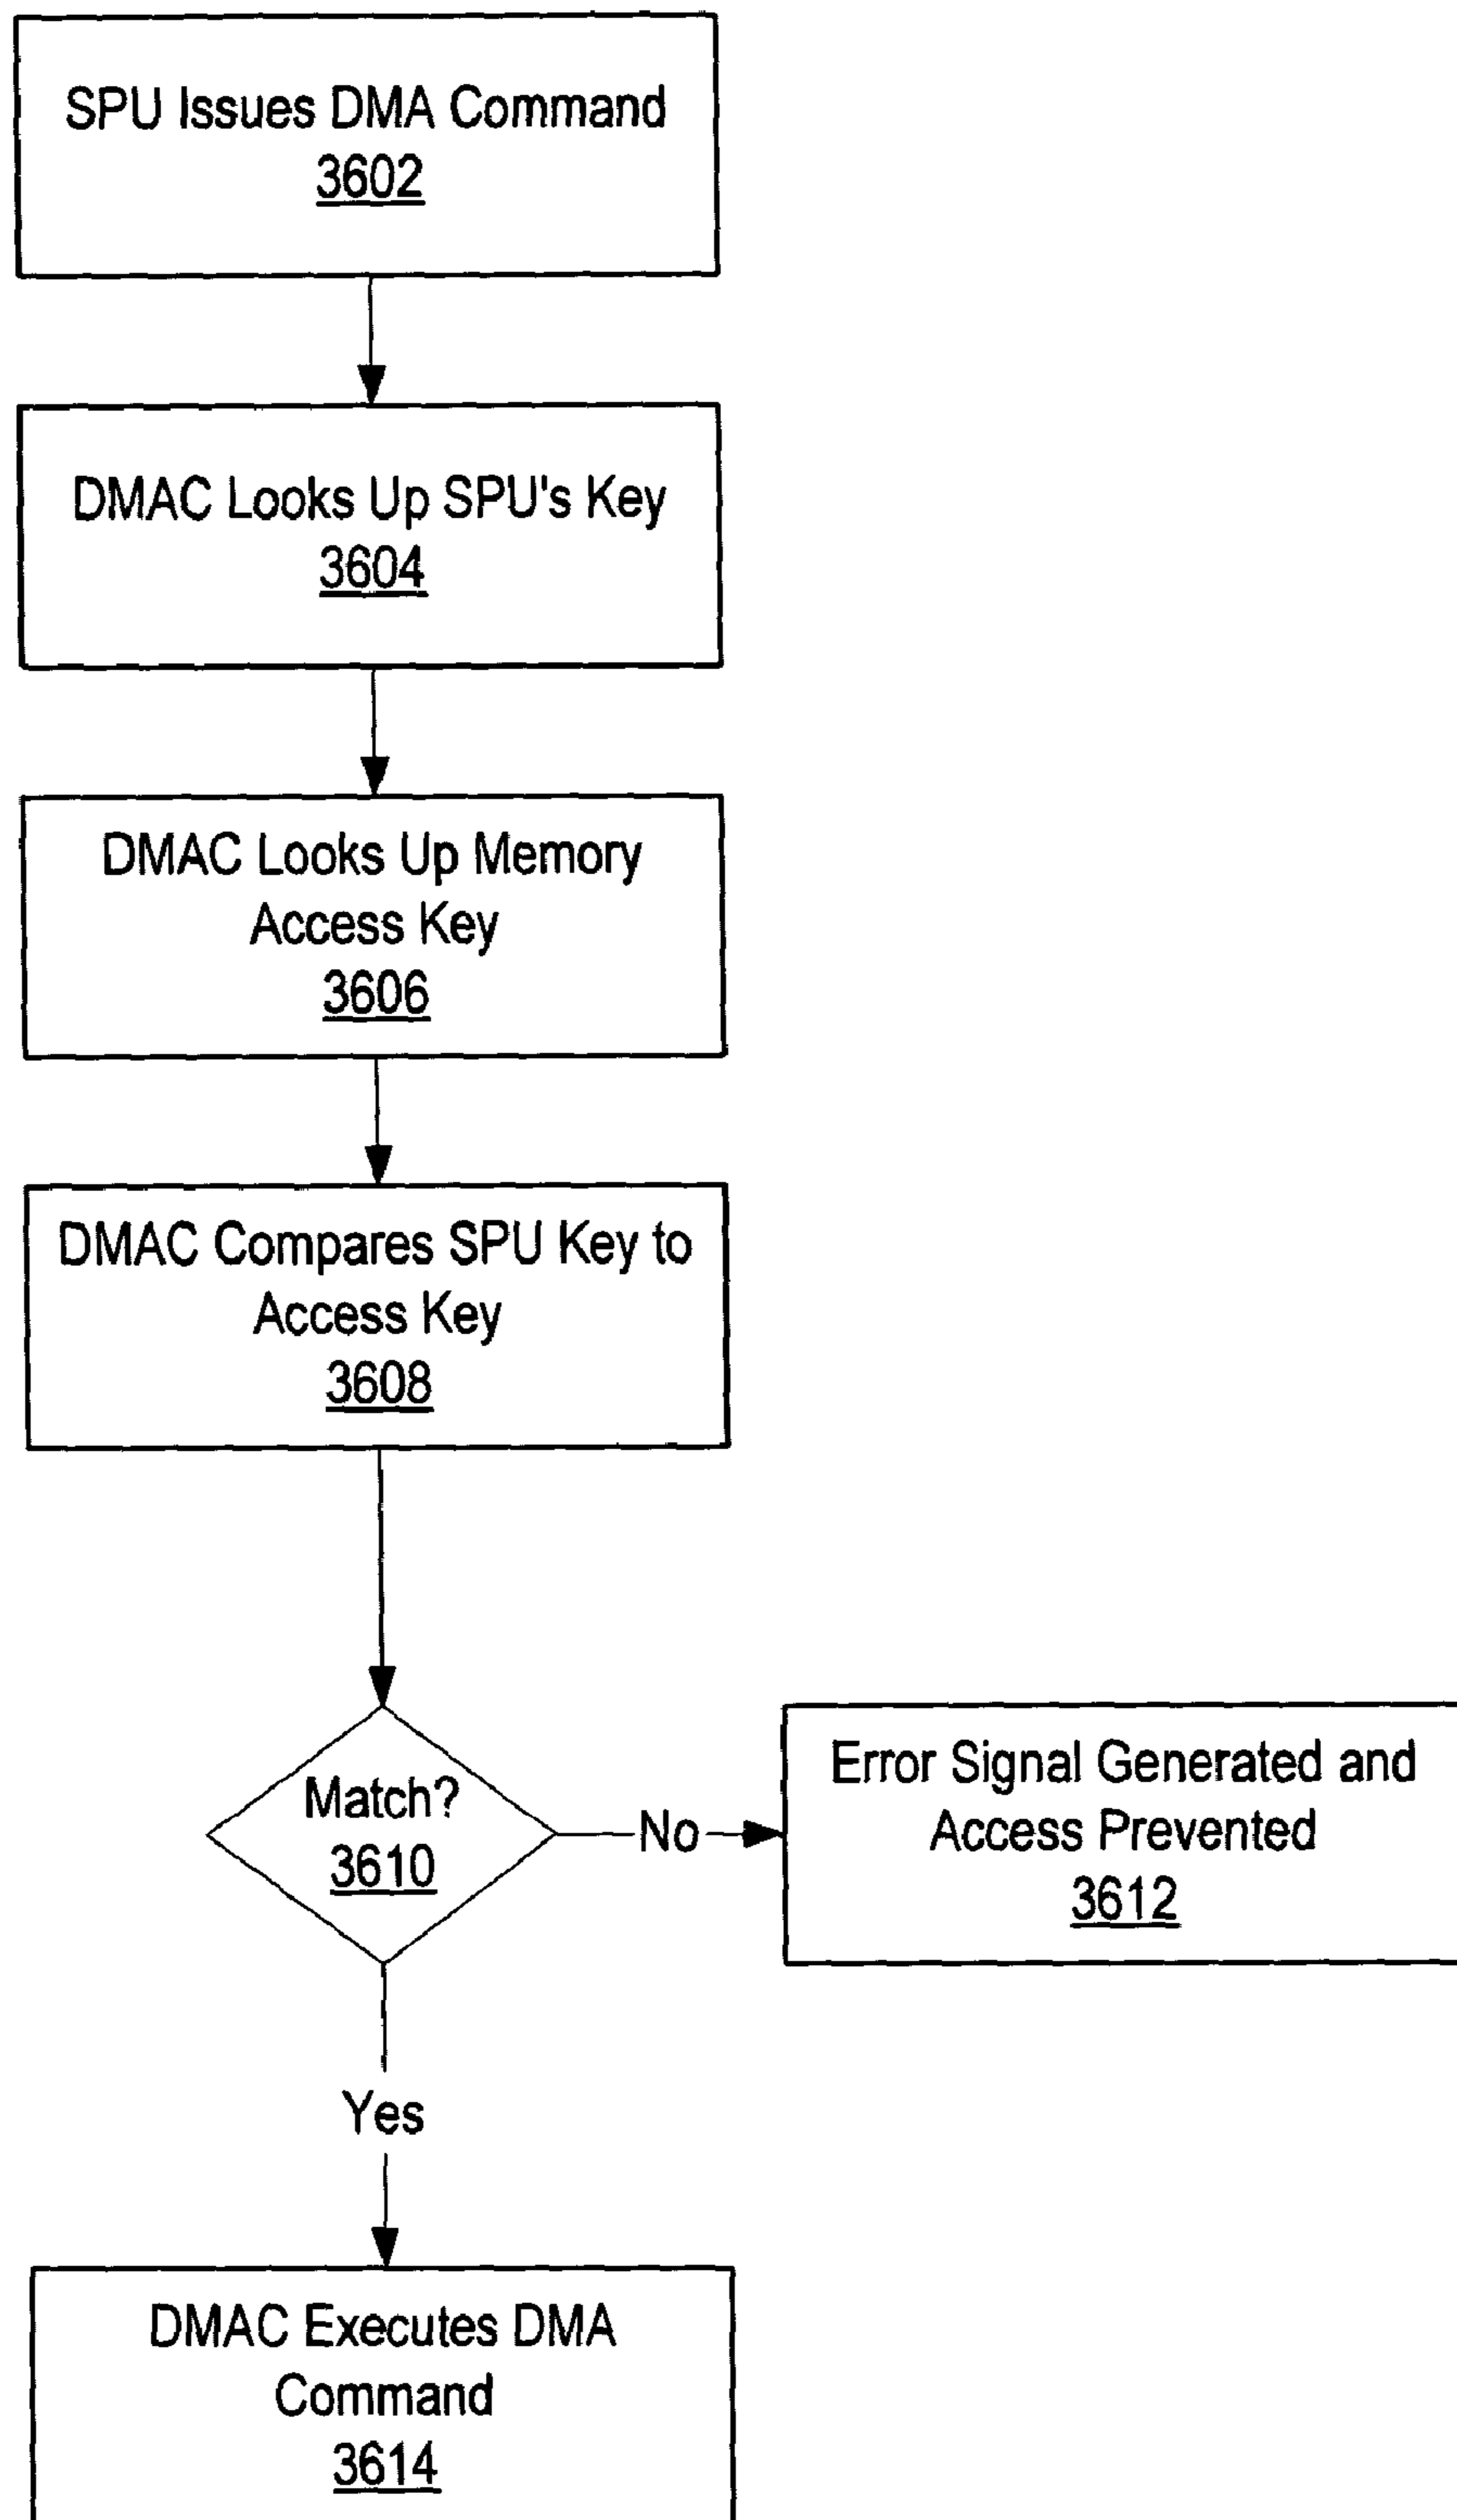 SPU Issues DMA Command
3602
DMAC Looks Up SPU's Key
3604
DMAC Looks Up Memory
Access Key
3606
DMAC Compares SPU Key to
Access Key
3608
Match?
3610
No
Error Signal Generated and
Access Prevented
3612
Yes
DMAC Executes DMA
Command
3614